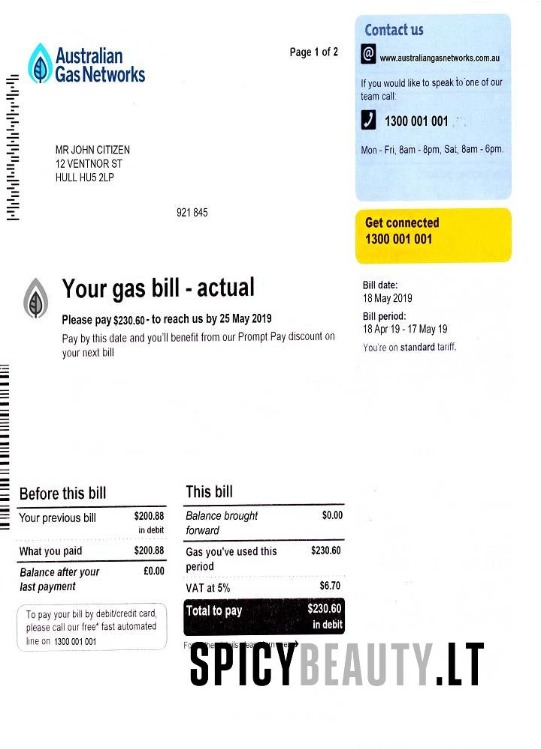 Australian
Gas Networks
Page 1 of 2
Contact us
@ www.australiangasnetworks.com.au
If you would like to speak to one of our
team call:
1300 001 001
Mon - Fri, 8am - 8pm, Sat, 8am - 6pm.
MR JOHN CITIZEN
12 VENTNOR ST
HULL HU5 2LP
921 845
Get connected
1300 001 001
Your gas bill - actual
Please pay $230.60 - to reach us by 25 May 2019
Pay by this date and you'll benefit from our Prompt Pay discount on
your next bill
Bill date:
18 May 2019
Bill period:
18 Apr 19 - 17 May 19
You're on standard tariff.
Before this bill
Your previous bill $200.88
in debit
What you paid $200.88
Balance after your £0.00
last payment
To pay your bill by debit/credit card,
please call our free* fast automated
line on 1300 001 001
This bill
Balance brought $0.00
forward
Gas you've used this $230.60
period
VAT at 5% $6.70
Total to pay $230.60
in debit
SPICYBEAUTY.LT